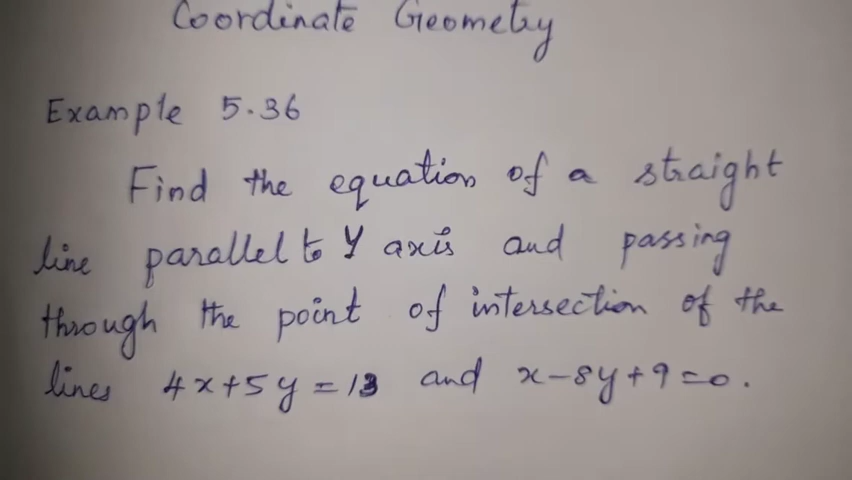 Coordinate Geometry
Example 5.36
Find the equation of a straight
line parallel to Y axis and passing
through the point of intersection of the
lines 4x+5y=13 and x-8y+9=0.